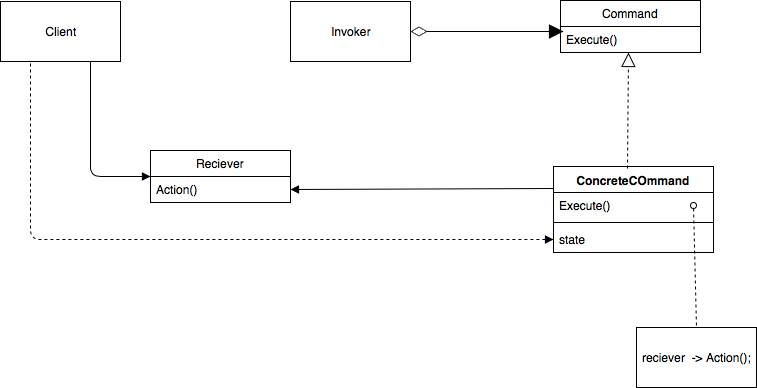 Client
Invoker
Command
Execute()
Reciever
Action()
ConcreteCOmmand
Execute()
state
reciever -> Action();